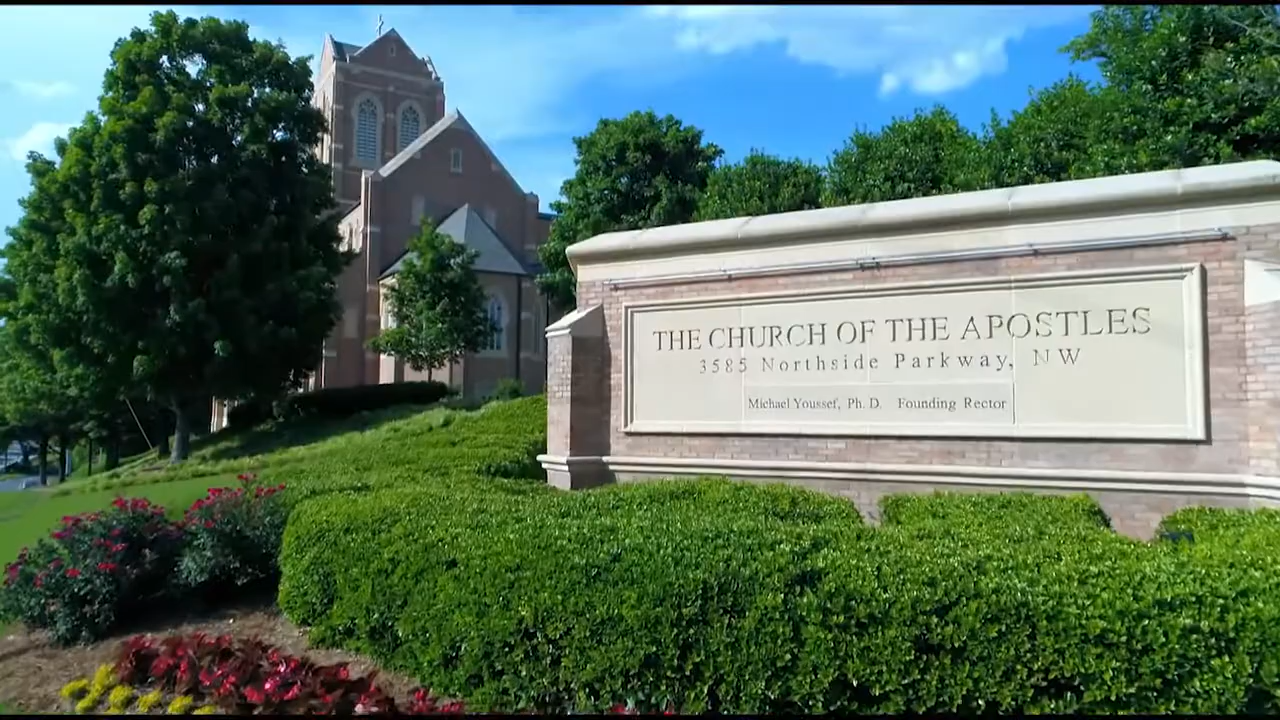 THE CHURCH OF THE APOSTLES
3585 Northside Parkway, NW
Michael Youssef, Ph. D. Founding Rector